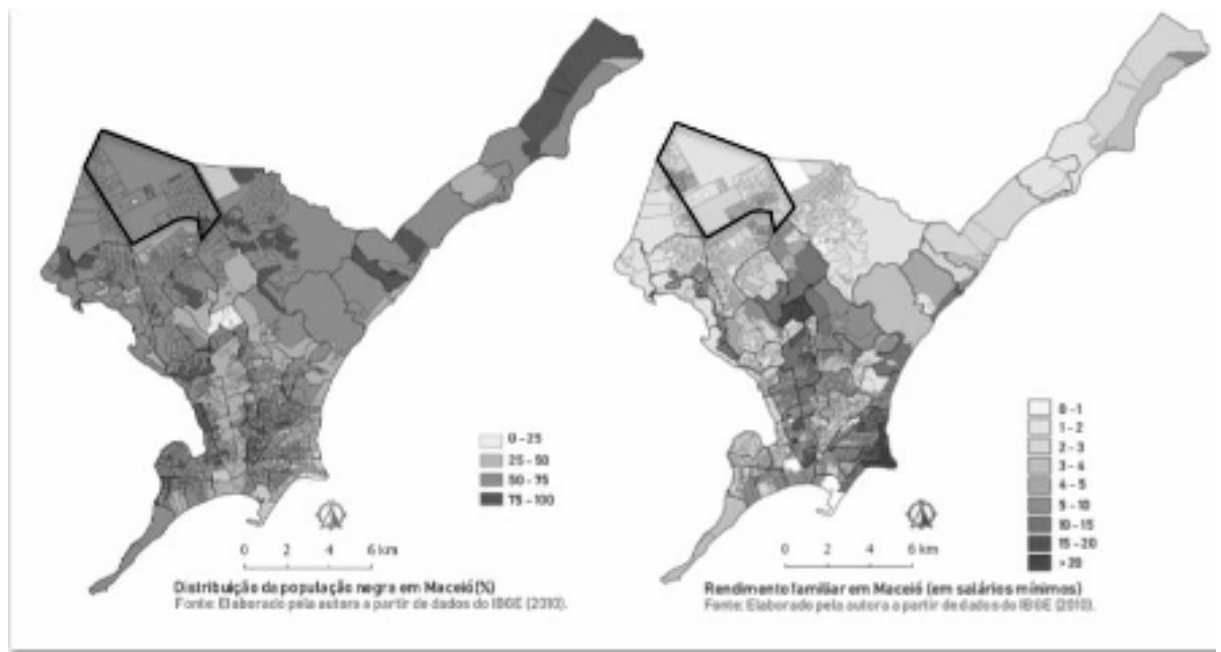 0 - 25
25 - 50
50 - 75
75 - 100
0 2 4 6 km
Distribuição da população negra em Maceió (%)
Fonte: Elaborado pela autora a partir de dados do IBGE (2010).
0 - 1
1 - 2
2 - 3
3 - 4
4 - 5
5 - 10
10 - 15
15 - 20
>20
0 2 4 6 km
Rendimento familiar em Maceió (em salários mínimos)
Fonte: Elaborado pela autora a partir de dados do IBGE (2010).